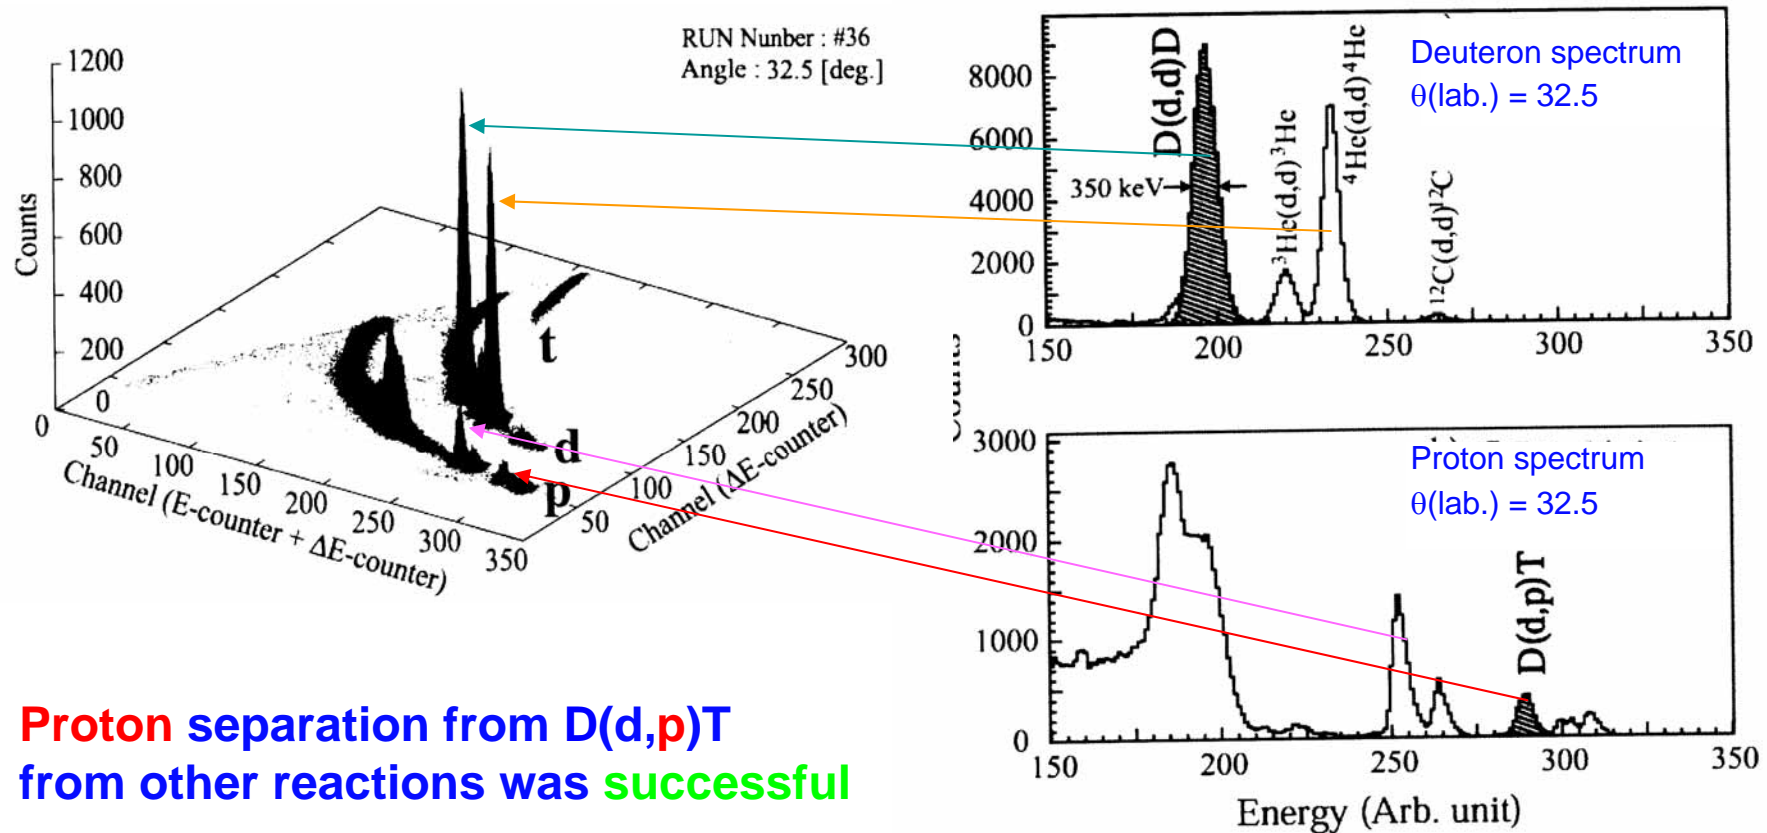 RUN Nunber : #36
Angle : 32.5 [deg.]
1200
1000
800
600
400
200
0
Counts
0
50
100
150
200
250
300
350
Channel (E-counter + ΔE-counter)
50
100
150
200
250
300
Channel (ΔE-counter)
t
d
p
8000
6000
4000
2000
0
150
200
250
300
350
D(d,d)D
350 keV
³He(d,d)³He
⁴He(d,d)⁴He
¹²C(d,d)¹²C
Deuteron spectrum
θ(lab.) = 32.5
3000
2000
1000
0
150
200
250
300
350
D(d,p)T
Proton spectrum
θ(lab.) = 32.5
Energy (Arb. unit)
Proton separation from D(d,p)T
from other reactions was successful